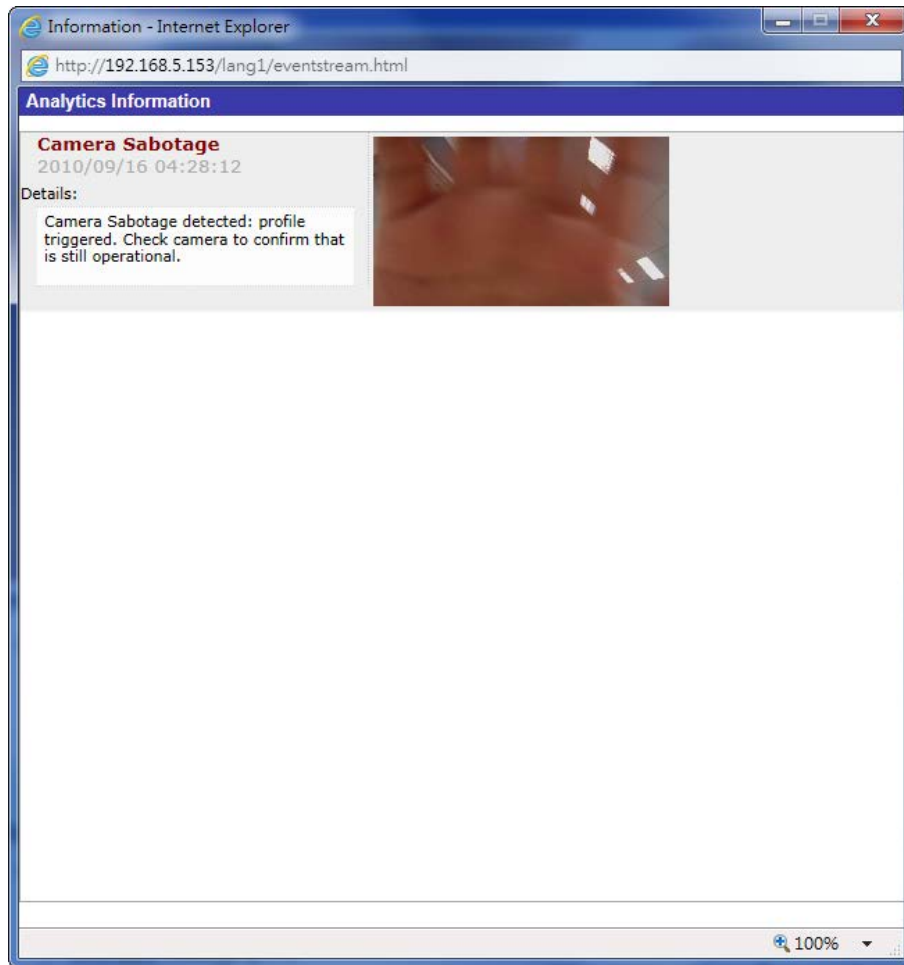 Information - Internet Explorer
http://192.168.5.153/lang1/eventstream.html
Analytics Information
Camera Sabotage
2010/09/16 04:28:12
Details:
Camera Sabotage detected: profile
triggered. Check camera to confirm that
is still operational.
100%